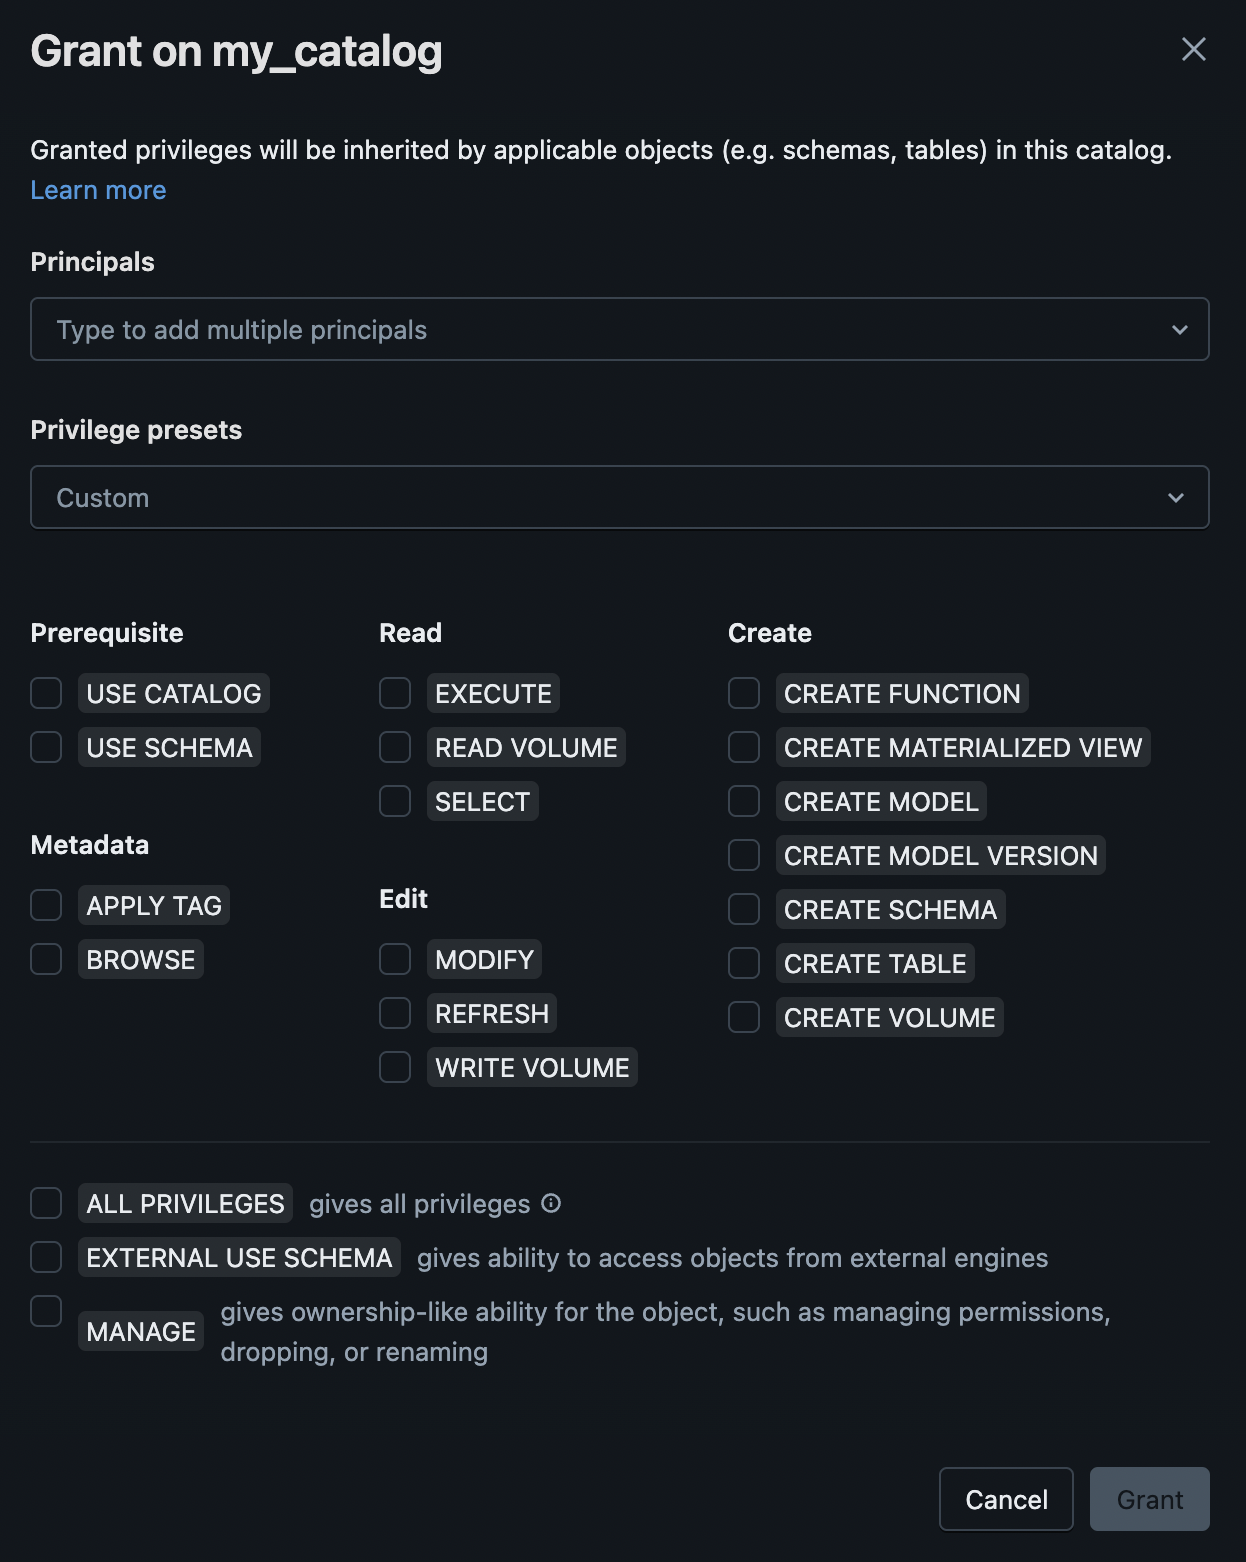 Grant on my_catalog
Granted privileges will be inherited by applicable objects (e.g. schemas, tables) in this catalog.
Learn more
Principals
Type to add multiple principals
Privilege presets
Custom
Prerequisite
USE CATALOG
USE SCHEMA
Metadata
APPLY TAG
BROWSE
Read
EXECUTE
READ VOLUME
SELECT
Edit
MODIFY
REFRESH
WRITE VOLUME
Create
CREATE FUNCTION
CREATE MATERIALIZED VIEW
CREATE MODEL
CREATE MODEL VERSION
CREATE SCHEMA
CREATE TABLE
CREATE VOLUME
ALL PRIVILEGES gives all privileges
EXTERNAL USE SCHEMA gives ability to access objects from external engines
MANAGE gives ownership-like ability for the object, such as managing permissions,
dropping, or renaming
Cancel
Grant